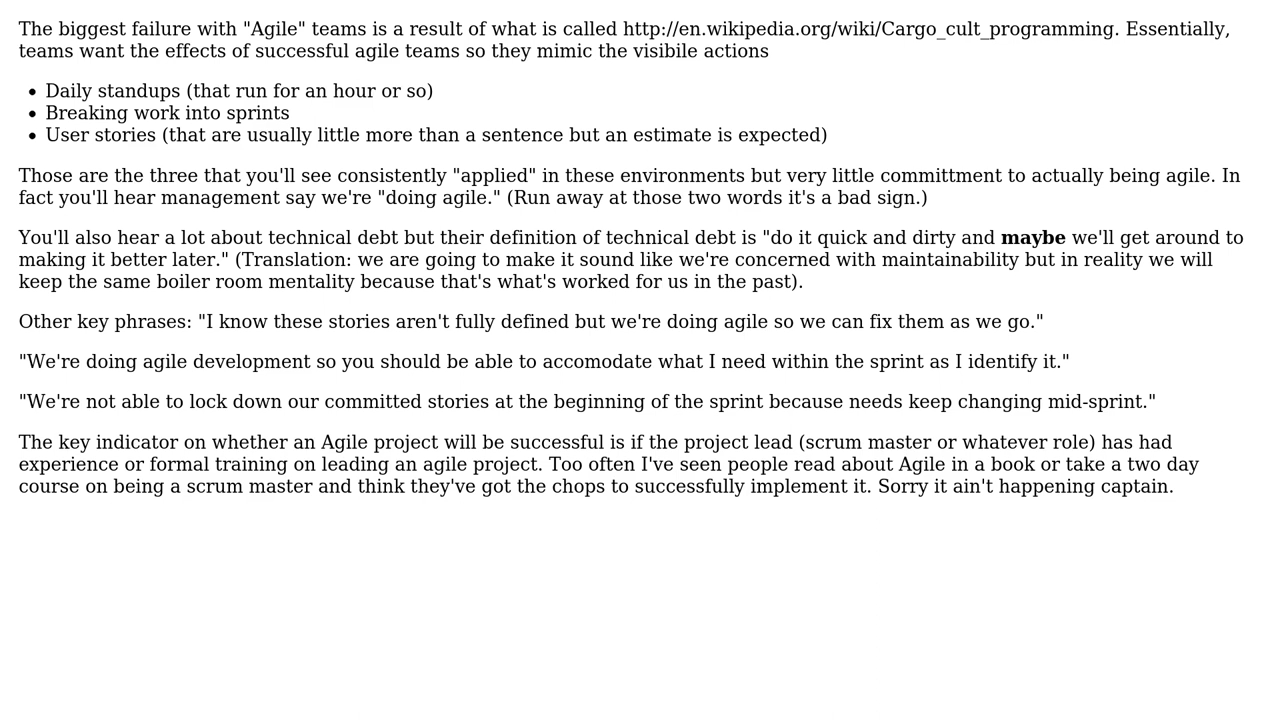 The biggest failure with "Agile" teams is a result of what is called http://en.wikipedia.org/wiki/Cargo_cult_programming. Essentially,
teams want the effects of successful agile teams so they mimic the visibile actions
• Daily standups (that run for an hour or so)
• Breaking work into sprints
• User stories (that are usually little more than a sentence but an estimate is expected)
Those are the three that you'll see consistently "applied" in these environments but very little committment to actually being agile. In
fact you'll hear management say we're "doing agile." (Run away at those two words it's a bad sign.)
You'll also hear a lot about technical debt but their definition of technical debt is "do it quick and dirty and maybe we'll get around to
making it better later." (Translation: we are going to make it sound like we're concerned with maintainability but in reality we will
keep the same boiler room mentality because that's what's worked for us in the past).
Other key phrases: "I know these stories aren't fully defined but we're doing agile so we can fix them as we go."
"We're doing agile development so you should be able to accomodate what I need within the sprint as I identify it."
"We're not able to lock down our committed stories at the beginning of the sprint because needs keep changing mid-sprint."
The key indicator on whether an Agile project will be successful is if the project lead (scrum master or whatever role) has had
experience or formal training on leading an agile project. Too often I've seen people read about Agile in a book or take a two day
course on being a scrum master and think they've got the chops to successfully implement it. Sorry it ain't happening captain.